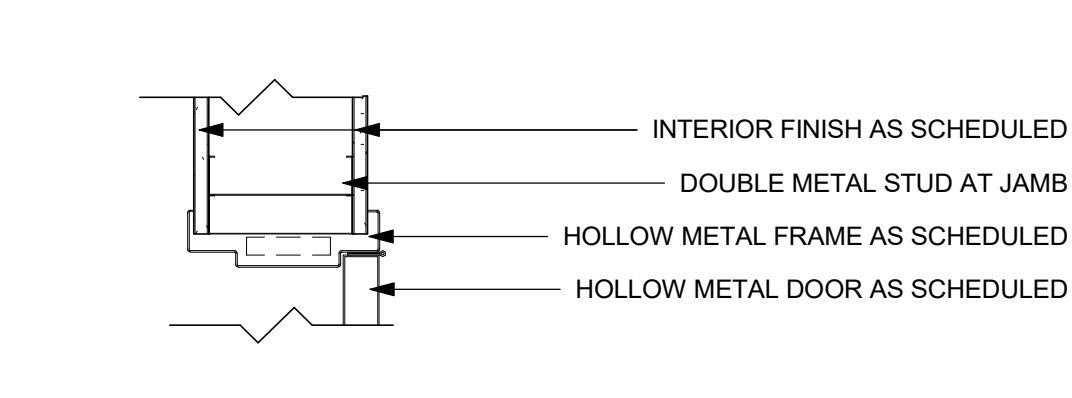 INTERIOR FINISH AS SCHEDULED
DOUBLE METAL STUD AT JAMB
HOLLOW METAL FRAME AS SCHEDULED
HOLLOW METAL DOOR AS SCHEDULED